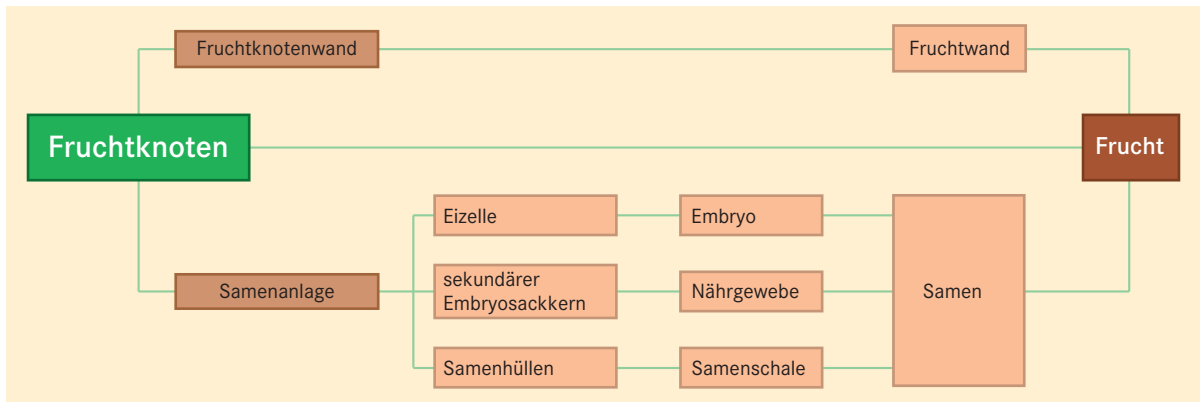 Fruchtknotenwand
Fruchtwand
Fruchtknoten
Frucht
Eizelle
Embryo
Samenanlage
sekundärer
Embryosackkern
Nährgewebe
Samen
Samenhüllen
Samenschale